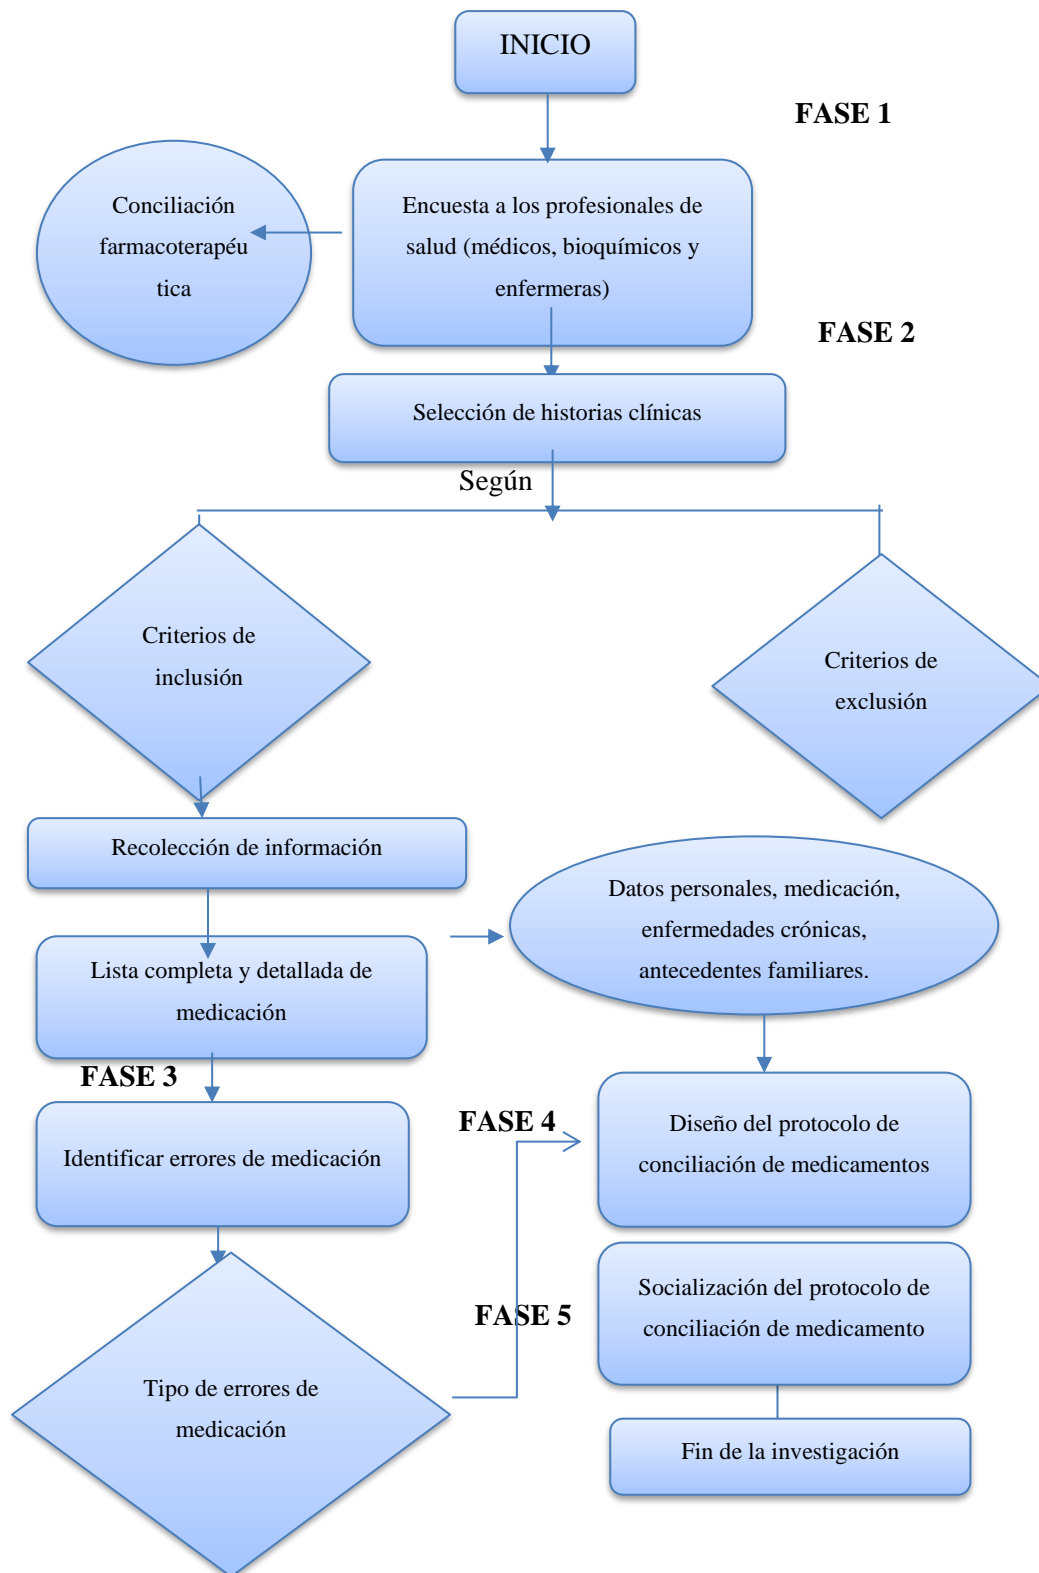 INICIO
FASE 1
Conciliación
farmacoterapéu
tica
Encuesta a los profesionales de
salud (médicos, bioquímicos y
enfermeras)
FASE 2
Selección de historias clínicas
Según
Criterios de
inclusión
Criterios de
exclusión
Recolección de información
Datos personales, medicación,
enfermedades crónicas,
antecedentes familiares.
Lista completa y detallada de
medicación
FASE 3
Identificar errores de medicación
FASE 4
Diseño del protocolo de
conciliación de medicamentos
FASE 5
Socialización del protocolo de
conciliación de medicamento
Tipo de errores de
medicación
Fin de la investigación